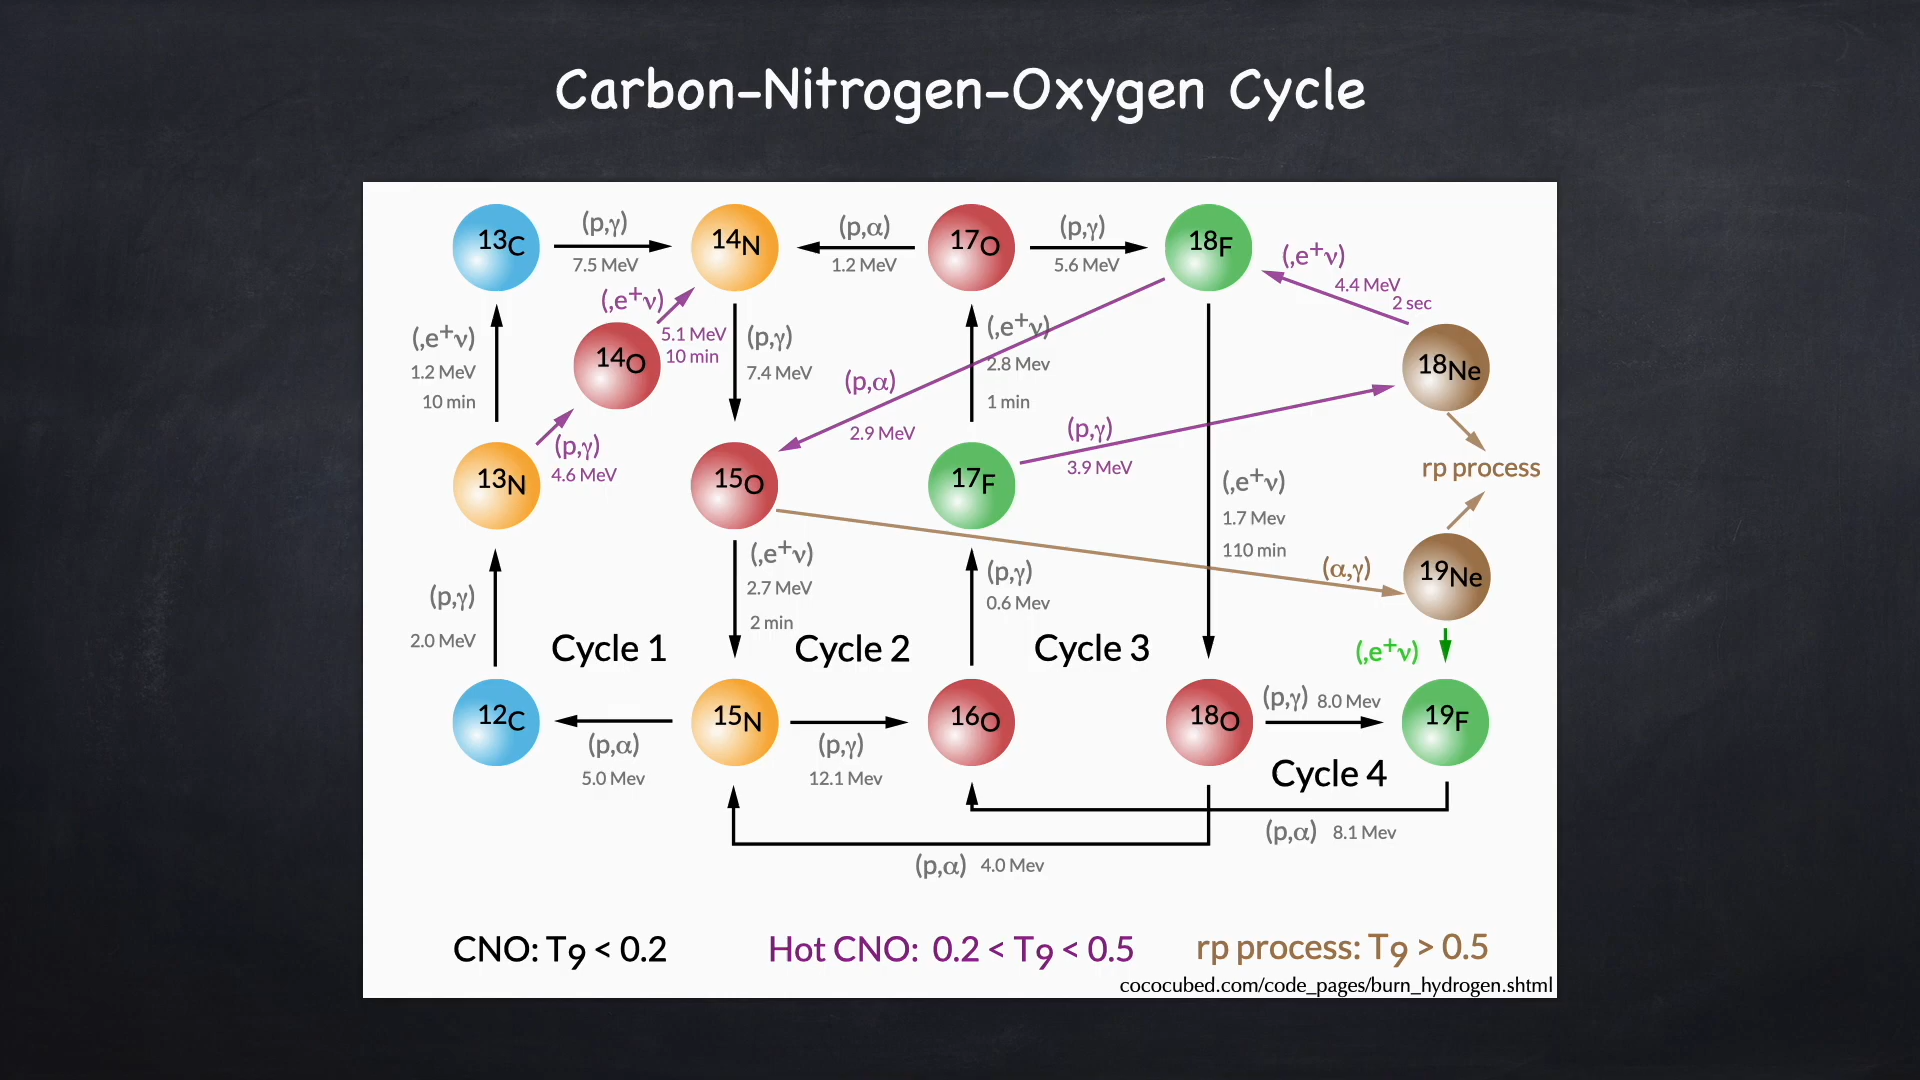 Carbon-Nitrogen-Oxygen Cycle
13C
(p,γ)
7.5 MeV
14N
(p,α)
1.2 MeV
17O
(p,γ)
5.6 MeV
18F
(,e+ν)
4.4 MeV
2 sec
(,e+ν)
1.2 MeV
10 min
(,e+ν)
5.1 MeV
10 min
14O
(p,γ)
7.4 MeV
(,e+ν)
2.8 Mev
1 min
(p,α)
2.9 MeV
(p,γ)
3.9 MeV
18Ne
rp process
13N
(p,γ)
4.6 MeV
15O
17F
(,e+ν)
1.7 Mev
110 min
(p,γ)
2.0 MeV
(,e+ν)
2.7 MeV
2 min
(p,γ)
0.6 Mev
(α,γ)
19Ne
(,e+ν)
Cycle 1
Cycle 2
Cycle 3
12C
(p,α)
5.0 Mev
15N
(p,γ)
12.1 Mev
16O
18O
(p,γ) 8.0 Mev
19F
Cycle 4
(p,α) 8.1 Mev
(p,α) 4.0 Mev
CNO: T9 < 0.2
Hot CNO: 0.2 < T9 < 0.5
rp process: T9 > 0.5
cococubed.com/code_pages/burn_hydrogen.shtml